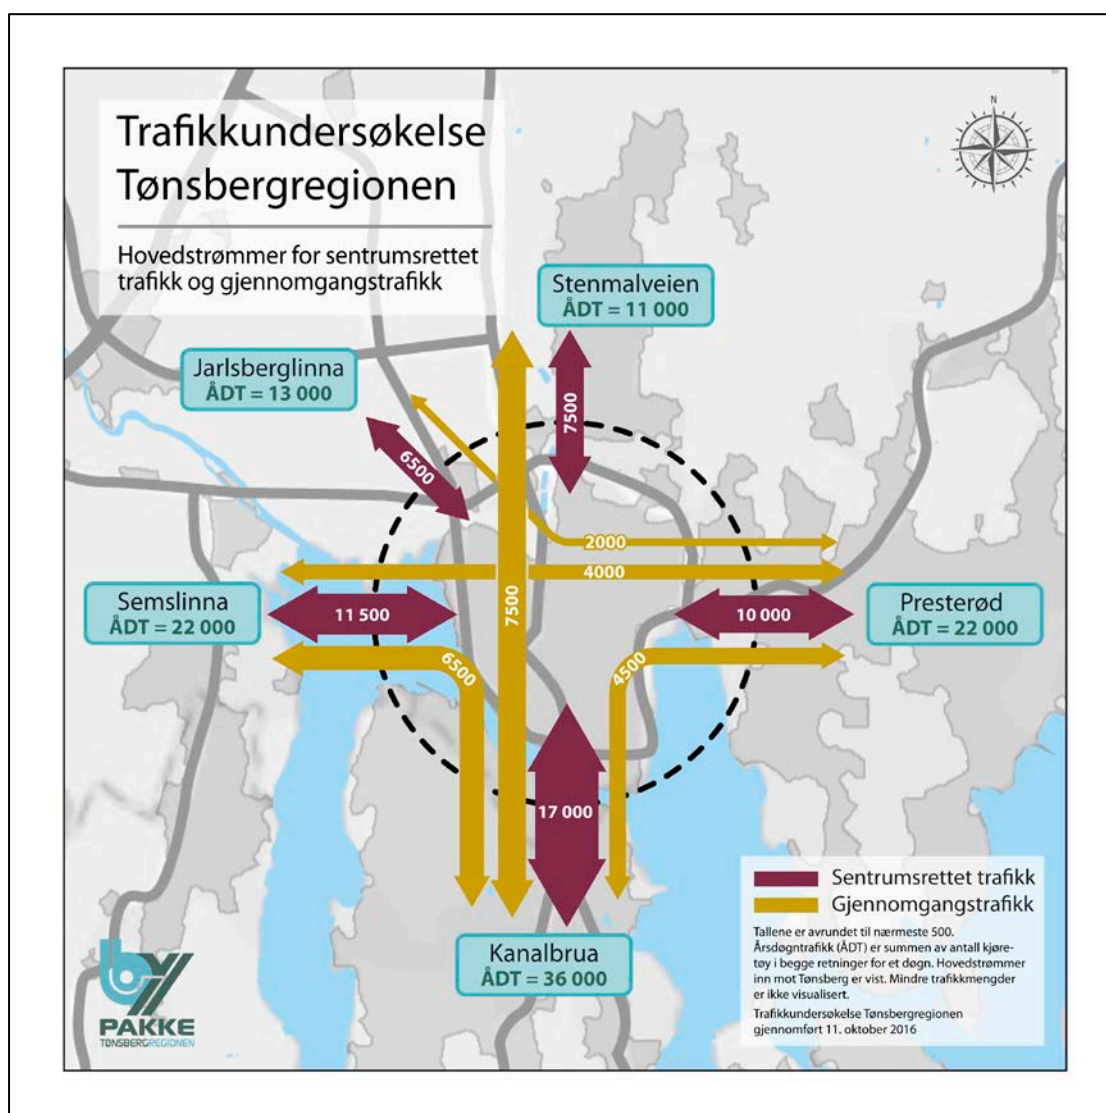 Trafikkundersøkelse
Tønsbergregionen
Hovedstrømmer for sentrumsrettet
trafikk og gjennomgangstrafikk
N
Stenmalveien
ÅDT = 11 000
Jarlsberglinna
ÅDT = 13 000
7500
6500
2000
4000
7500
Semslinna
ÅDT = 22 000
11 500
10 000
Presterød
ÅDT = 22 000
6500
4500
17 000
Kanalbrua
ÅDT = 36 000
Sentrumsrettet trafikk
Gjennomgangstrafikk
Tallene er avrundet til nærmeste 500.
Årsdøgntrafikk (ÅDT) er summen av antall kjøre-
tøy i begge retninger for et døgn. Hovedstrømmer
inn mot Tønsberg er vist. Mindre trafikkmengder
er ikke visualisert.
Trafikkundersøkelse Tønsbergregionen
gjennomført 11. oktober 2016
by
PAKKE
TØNSBERGREGIONEN